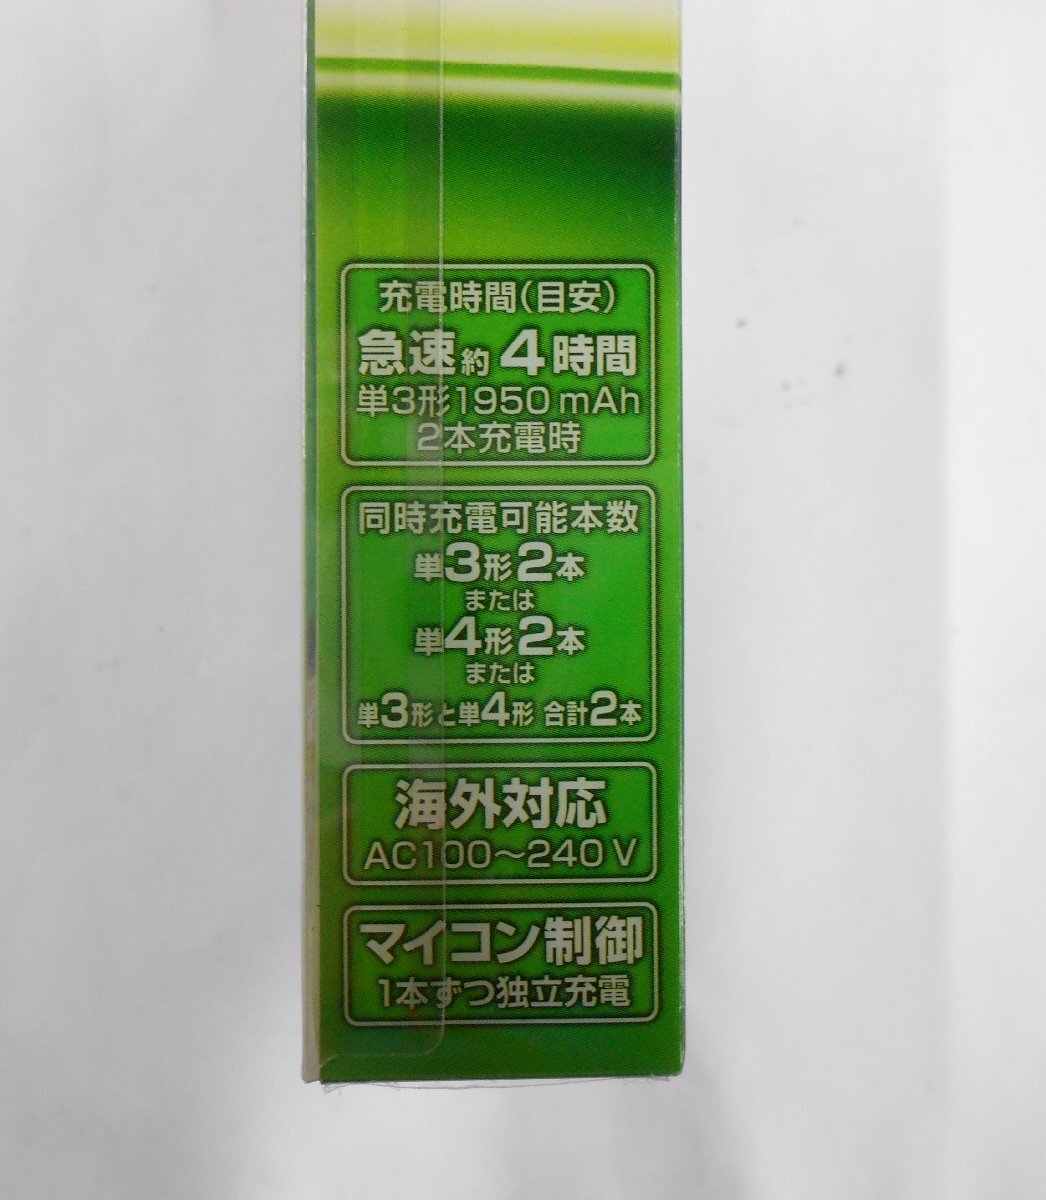 充電時間(目安)
急速約4時間
単3形1950mAh
2本充電時
同時充電可能本数
単3形2本
または
単4形2本
または
単3形と単4形 合計2本
海外対応
AC100～240V
マイコン制御
1本ずつ独立充電